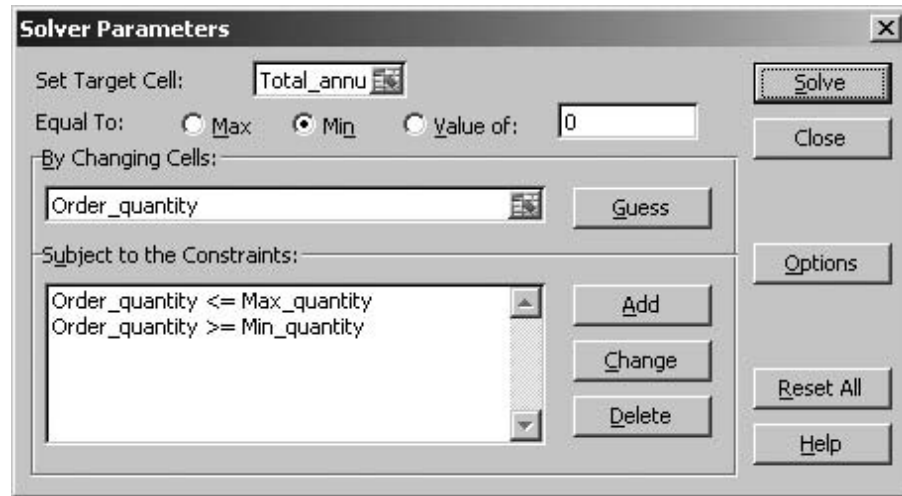 Solver Parameters
Set Target Cell: Total_annu
Solve
Equal To: Max Min Value of: 0
Close
By Changing Cells:
Order_quantity
Guess
Subject to the Constraints:
Options
Order_quantity <= Max_quantity
Order_quantity >= Min_quantity
Add
Change
Reset All
Delete
Help